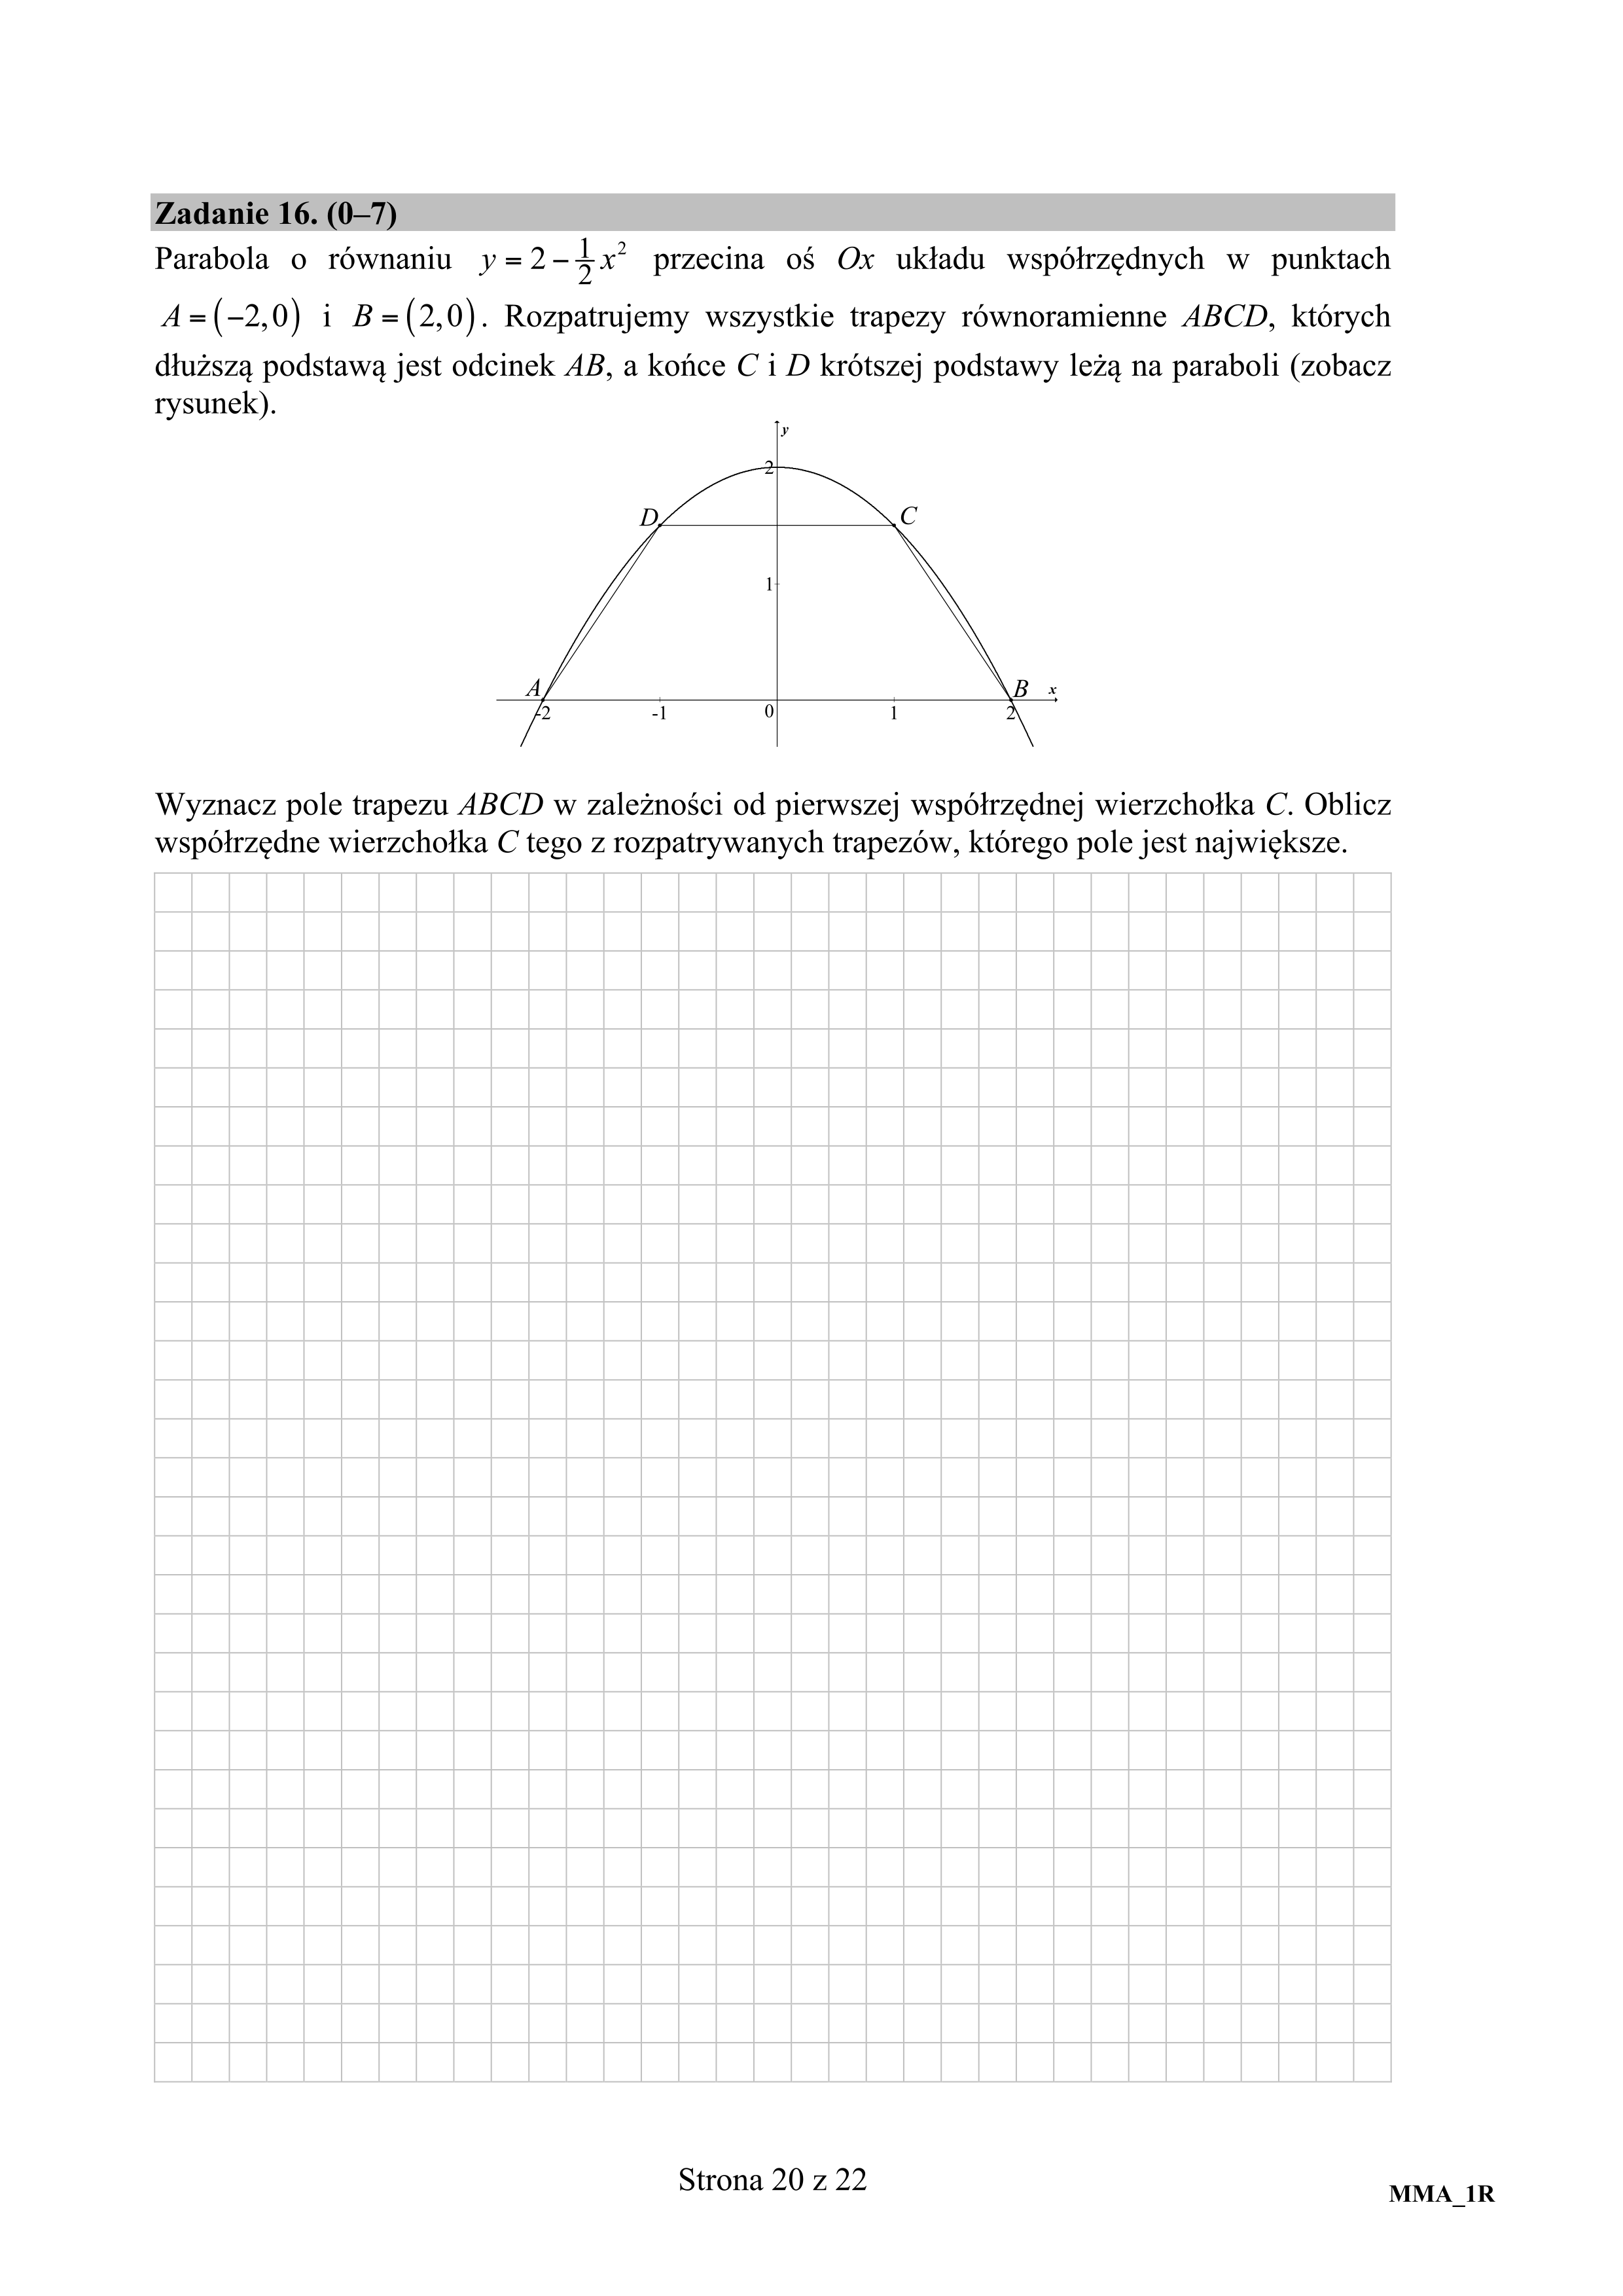 Zadanie 16. (0–7)
Parabola o równaniu y = 2 − 1/2 x² przecina oś Ox układu współrzędnych w punktach
A = (−2, 0) i B = (2, 0). Rozpatrujemy wszystkie trapezy równoramienne ABCD, których
dłuższą podstawą jest odcinek AB, a końce C i D krótszej podstawy leżą na paraboli (zobacz
rysunek).
y
2
D
C
1
A
B
x
-2
-1
0
1
2
Wyznacz pole trapezu ABCD w zależności od pierwszej współrzędnej wierzchołka C. Oblicz
współrzędne wierzchołka C tego z rozpatrywanych trapezów, którego pole jest największe.
Strona 20 z 22
MMA_1R